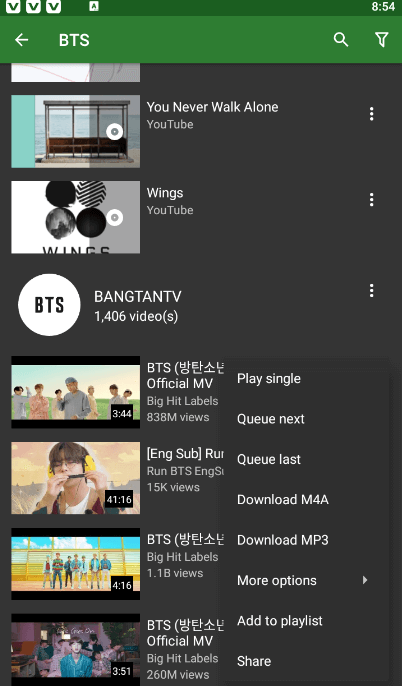 8:54
BTS
You Never Walk Alone
YouTube
Wings
YouTube
WINGS
BTS
BANGTANTV
1,406 video(s)
BTS (방탄소년
Official MV
Big Hit Labels
838M views
3:44
[Eng Sub] Run
Run BTS EngSu
15K views
41:16
BTS (방탄소년
Big Hit Labels
1.1B views
4:16
BTS (방탄소년
Official MV
Big Hit Labels
260M views
3:51
Play single
Queue next
Queue last
Download M4A
Download MP3
More options
Add to playlist
Share